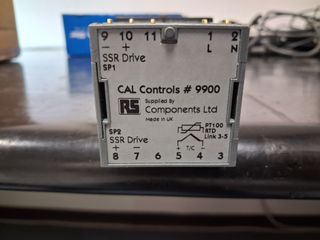 9 10 11 1 2
- + L N
SSR Drive
SP1
CAL Controls # 9900
RS Supplied By
Components Ltd
Made in UK
SP2
SSR Drive
PT100
RTD
Link 3-5
+ - + T/C -
8 7 6 5 4 3